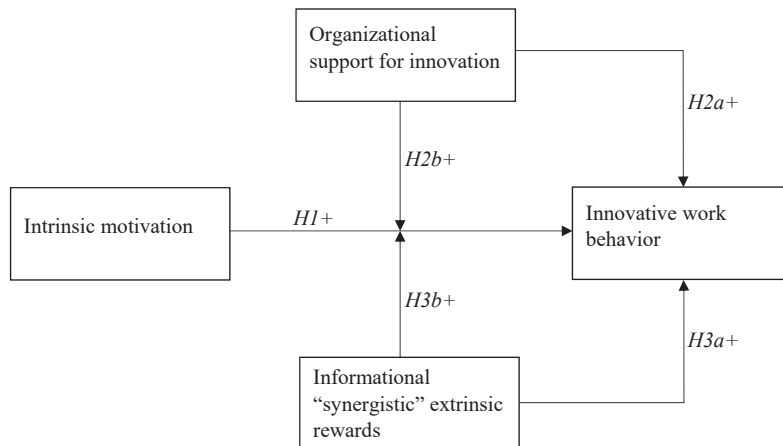 Organizational
support for innovation
H2a+
H2b+
Intrinsic motivation
H1+
Innovative work
behavior
H3b+
H3a+
Informational
“synergistic” extrinsic
rewards